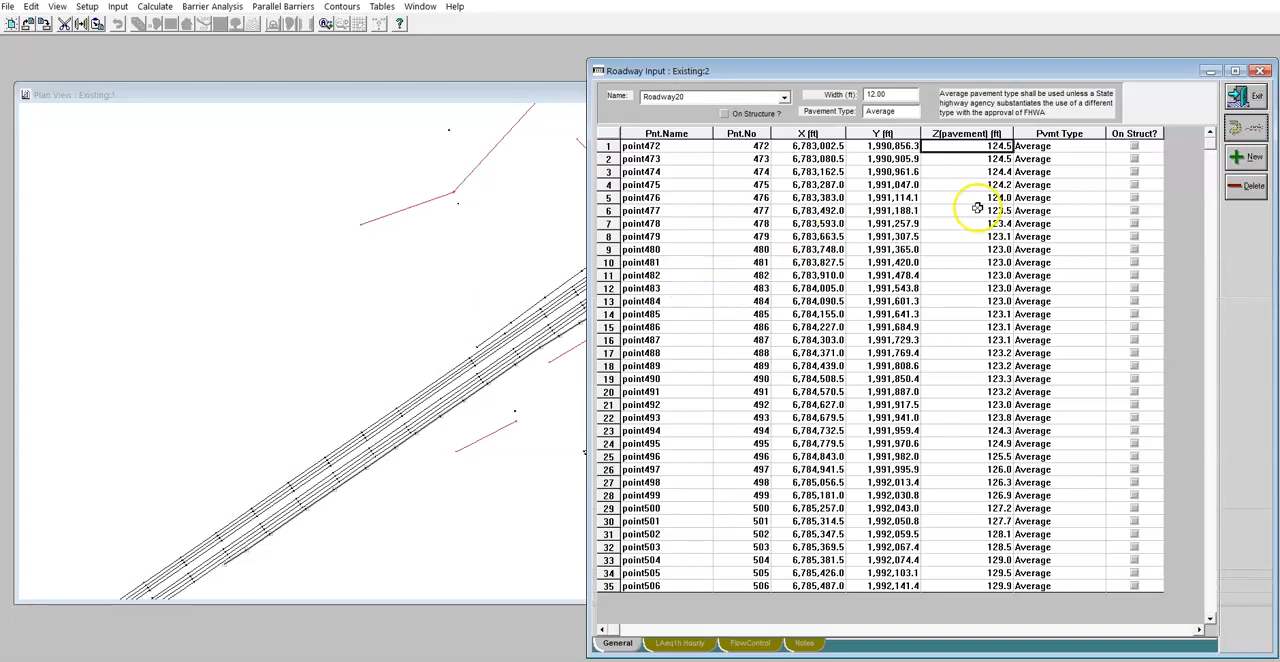 File Edit View Setup Input Calculate Barrier Analysis Parallel Barriers Contours Tables Window Help
Plan View : Existing:1
Roadway Input : Existing:2
Name: Roadway20 Width (ft): 12.00
On Structure ? Pavement Type: Average
Average pavement type shall be used unless a State
highway agency substantiates the use of a different
type with the approval of FHWA
Exit
Apply
New
Delete
Pnt.Name Pnt.No X (ft) Y (ft) Z(pavement) (ft) Pvmt Type On Struct?
1 point472 472 6,783,002.5 1,990,856.3 124.5 Average
2 point473 473 6,783,080.5 1,990,905.9 124.5 Average
3 point474 474 6,783,162.5 1,990,961.6 124.4 Average
4 point475 475 6,783,287.0 1,991,047.0 124.2 Average
5 point476 476 6,783,383.0 1,991,114.1 124.0 Average
6 point477 477 6,783,492.0 1,991,188.1 123.5 Average
7 point478 478 6,783,593.0 1,991,257.9 123.4 Average
8 point479 479 6,783,663.5 1,991,307.5 123.1 Average
9 point480 480 6,783,748.0 1,991,365.0 123.0 Average
10 point481 481 6,783,827.5 1,991,420.0 123.0 Average
11 point482 482 6,783,910.0 1,991,478.4 123.0 Average
12 point483 483 6,784,005.0 1,991,543.8 123.0 Average
13 point484 484 6,784,090.5 1,991,601.3 123.0 Average
14 point485 485 6,784,155.0 1,991,641.3 123.1 Average
15 point486 486 6,784,227.0 1,991,684.9 123.1 Average
16 point487 487 6,784,303.0 1,991,729.3 123.1 Average
17 point488 488 6,784,371.0 1,991,769.4 123.2 Average
18 point489 489 6,784,439.0 1,991,808.6 123.2 Average
19 point490 490 6,784,508.5 1,991,850.4 123.3 Average
20 point491 491 6,784,570.5 1,991,887.0 123.2 Average
21 point492 492 6,784,627.0 1,991,917.5 123.0 Average
22 point493 493 6,784,679.5 1,991,941.0 123.8 Average
23 point494 494 6,784,732.5 1,991,959.4 124.3 Average
24 point495 495 6,784,779.5 1,991,970.6 124.9 Average
25 point496 496 6,784,843.0 1,991,982.0 125.5 Average
26 point497 497 6,784,941.5 1,991,995.9 126.0 Average
27 point498 498 6,785,056.5 1,992,013.4 126.3 Average
28 point499 499 6,785,181.0 1,992,030.8 126.9 Average
29 point500 500 6,785,257.0 1,992,043.0 127.2 Average
30 point501 501 6,785,314.5 1,992,050.8 127.7 Average
31 point502 502 6,785,347.5 1,992,059.5 128.1 Average
32 point503 503 6,785,369.5 1,992,067.4 128.5 Average
33 point504 504 6,785,381.5 1,992,074.4 129.0 Average
34 point505 505 6,785,426.0 1,992,103.1 129.5 Average
35 point506 506 6,785,487.0 1,992,141.4 129.9 Average
General LAeq1h Hourly FlowControl Notes